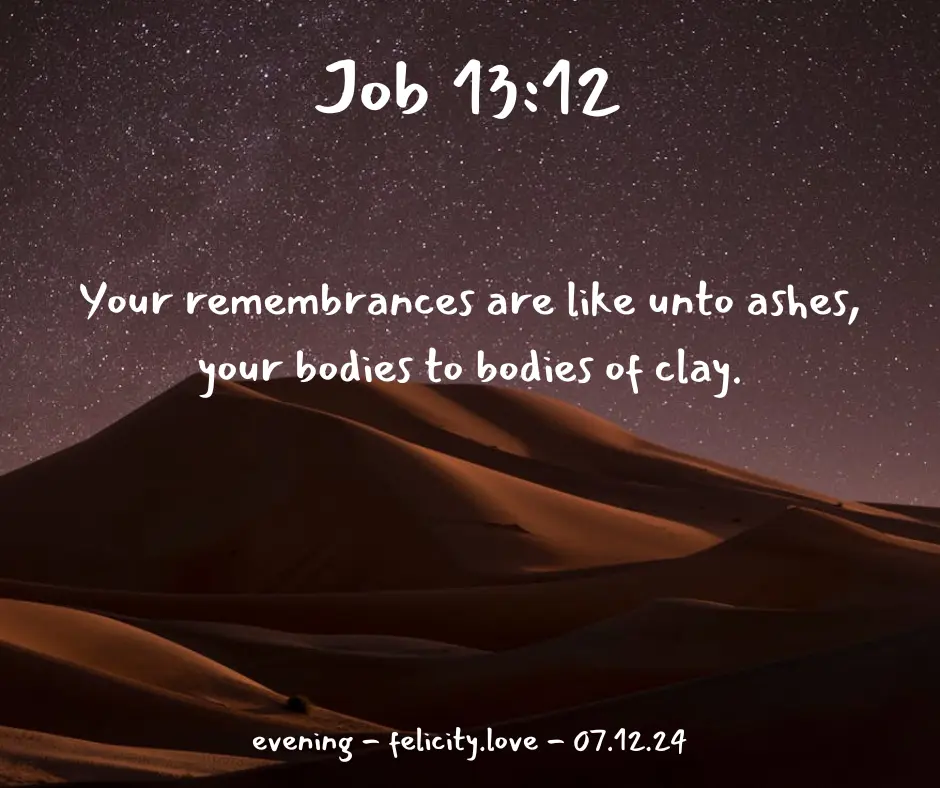 Job 13:12
Your remembrances are like unto ashes,
your bodies to bodies of clay.
evening - felicity.love - 07.12.24